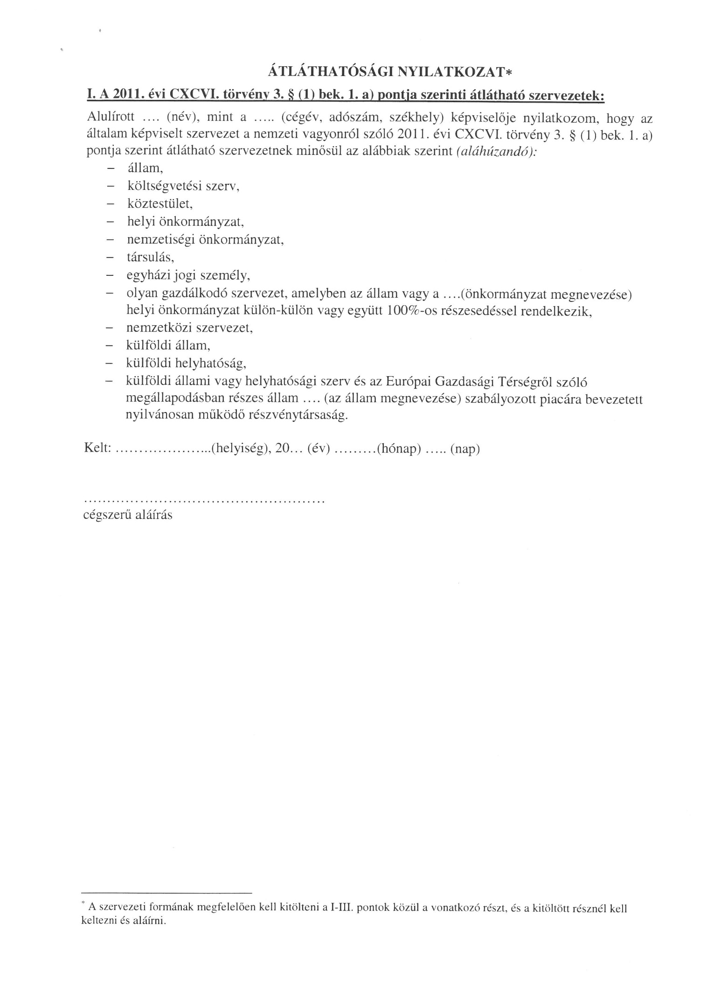 ÁTLÁTHATÓSÁGI NYILATKOZAT*
I. A 2011. évi CXCVI. törvény 3. § (1) bek. 1. a) pontja szerinti átlátható szervezetek:
Alulírott .... (név), mint a ..... (cégév, adószám, székhely) képviselője nyilatkozom, hogy az
általam képviselt szervezet a nemzeti vagyonról szóló 2011. évi CXCVI. törvény 3. § (1) bek. 1. a)
pontja szerint átlátható szervezetnek minősül az alábbiak szerint (aláhúzandó):
– állam,
– költségvetési szerv,
– köztestület,
– helyi önkormányzat,
– nemzetiségi önkormányzat,
– társulás,
– egyházi jogi személy,
– olyan gazdálkodó szervezet, amelyben az állam vagy a ....(önkormányzat megnevezése)
helyi önkormányzat külön-külön vagy együtt 100%-os részesedéssel rendelkezik,
– nemzetközi szervezet,
– külföldi állam,
– külföldi helyhatóság,
– külföldi állami vagy helyhatósági szerv és az Európai Gazdasági Térségről szóló
megállapodásban részes állam .... (az állam megnevezése) szabályozott piacára bevezetett
nyilvánosan működő részvénytársaság.
Kelt: .....................(helyiség), 20... (év) .........(hónap) ..... (nap)
....................................................
cégszerű aláírás
* A szervezeti formának megfelelően kell kitölteni a I-III. pontok közül a vonatkozó részt, és a kitöltött résznél kell
keltezni és aláírni.